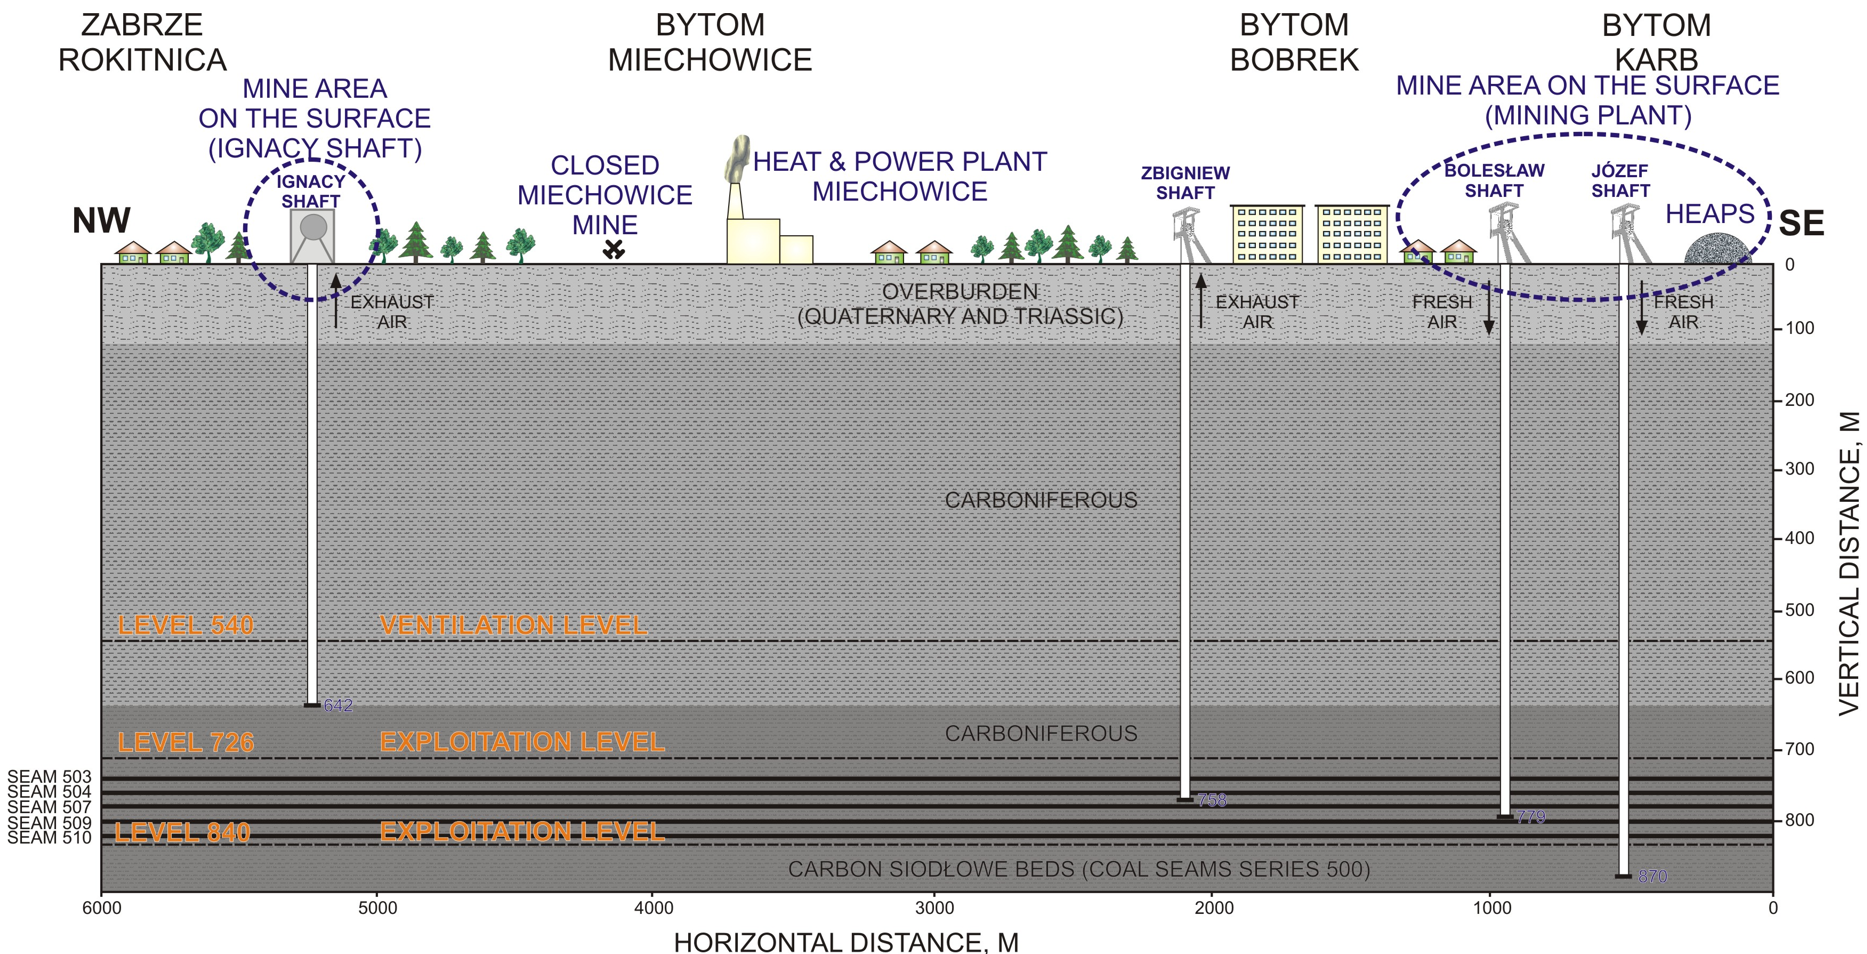 ZABRZE
ROKITNICA
BYTOM
MIECHOWICE
BYTOM
BOBREK
BYTOM
KARB
MINE AREA
ON THE SURFACE
(IGNACY SHAFT)
MINE AREA ON THE SURFACE
(MINING PLANT)
IGNACY
SHAFT
CLOSED
MIECHOWICE
MINE
HEAT & POWER PLANT
MIECHOWICE
ZBIGNIEW
SHAFT
BOLESŁAW
SHAFT
JÓZEF
SHAFT
HEAPS
NW
SE
EXHAUST
AIR
OVERBURDEN
(QUATERNARY AND TRIASSIC)
EXHAUST
AIR
FRESH
AIR
FRESH
AIR
0
100
200
300
400
500
600
700
800
VERTICAL DISTANCE, M
CARBONIFEROUS
LEVEL 540 VENTILATION LEVEL
642
CARBONIFEROUS
LEVEL 726 EXPLOITATION LEVEL
SEAM 503
SEAM 504
SEAM 507
SEAM 509
SEAM 510
758
779
LEVEL 840 EXPLOITATION LEVEL
CARBON SIODŁOWE BEDS (COAL SEAMS SERIES 500)
870
6000 5000 4000 3000 2000 1000 0
HORIZONTAL DISTANCE, M